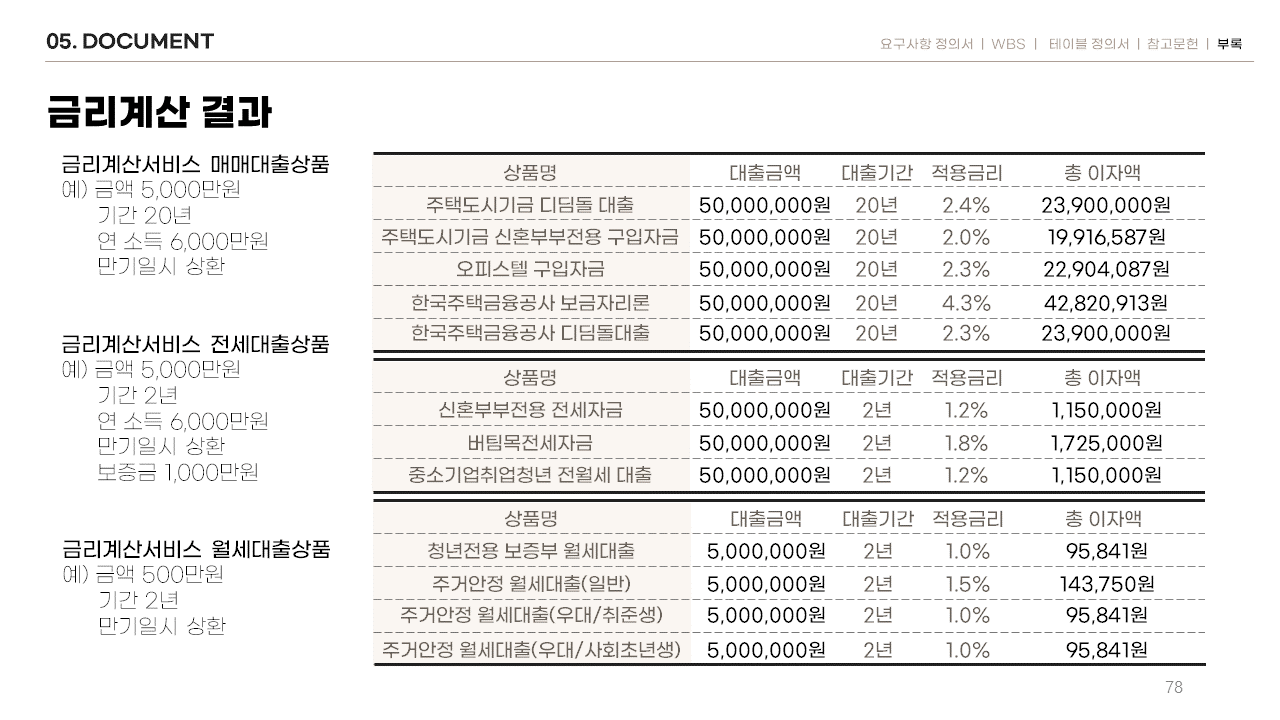 05. DOCUMENT
요구사항 정의서 | WBS | 테이블 정의서 | 참고문헌 | 부록
금리계산 결과
금리계산서비스 매매대출상품
예) 금액 5,000만원
기간 20년
연 소득 6,000만원
만기일시 상환
상품명 대출금액 대출기간 적용금리 총 이자액
주택도시기금 디딤돌 대출 50,000,000원 20년 2.4% 23,900,000원
주택도시기금 신혼부부전용 구입자금 50,000,000원 20년 2.0% 19,916,587원
오피스텔 구입자금 50,000,000원 20년 2.3% 22,904,087원
한국주택금융공사 보금자리론 50,000,000원 20년 4.3% 42,820,913원
한국주택금융공사 디딤돌대출 50,000,000원 20년 2.3% 23,900,000원
금리계산서비스 전세대출상품
예) 금액 5,000만원
기간 2년
연 소득 6,000만원
만기일시 상환
보증금 1,000만원
상품명 대출금액 대출기간 적용금리 총 이자액
신혼부부전용 전세자금 50,000,000원 2년 1.2% 1,150,000원
버팀목전세자금 50,000,000원 2년 1.8% 1,725,000원
중소기업취업청년 전월세 대출 50,000,000원 2년 1.2% 1,150,000원
금리계산서비스 월세대출상품
예) 금액 500만원
기간 2년
만기일시 상환
상품명 대출금액 대출기간 적용금리 총 이자액
청년전용 보증부 월세대출 5,000,000원 2년 1.0% 95,841원
주거안정 월세대출(일반) 5,000,000원 2년 1.5% 143,750원
주거안정 월세대출(우대/취준생) 5,000,000원 2년 1.0% 95,841원
주거안정 월세대출(우대/사회초년생) 5,000,000원 2년 1.0% 95,841원
78